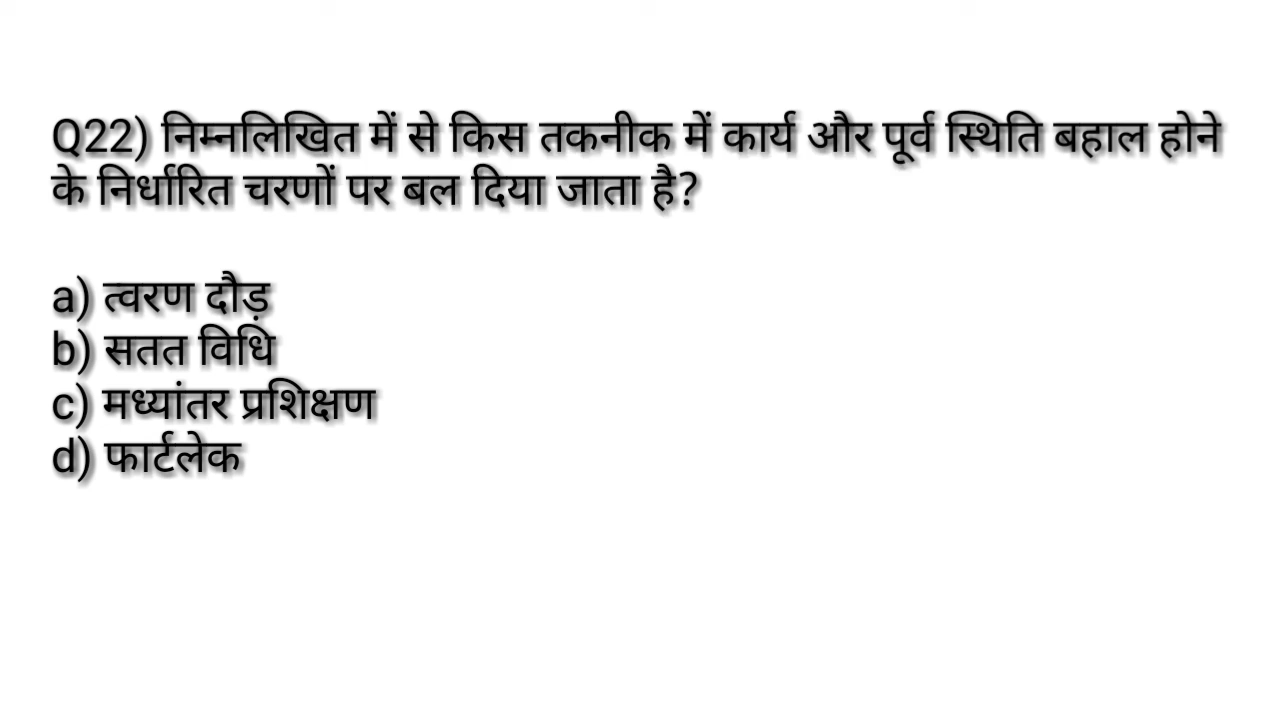 Q22) निम्नलिखित में से किस तकनीक में कार्य और पूर्व स्थिति बहाल होने
के निर्धारित चरणों पर बल दिया जाता है?
a) त्वरण दौड़
b) सतत विधि
c) मध्यांतर प्रशिक्षण
d) फार्टलेक